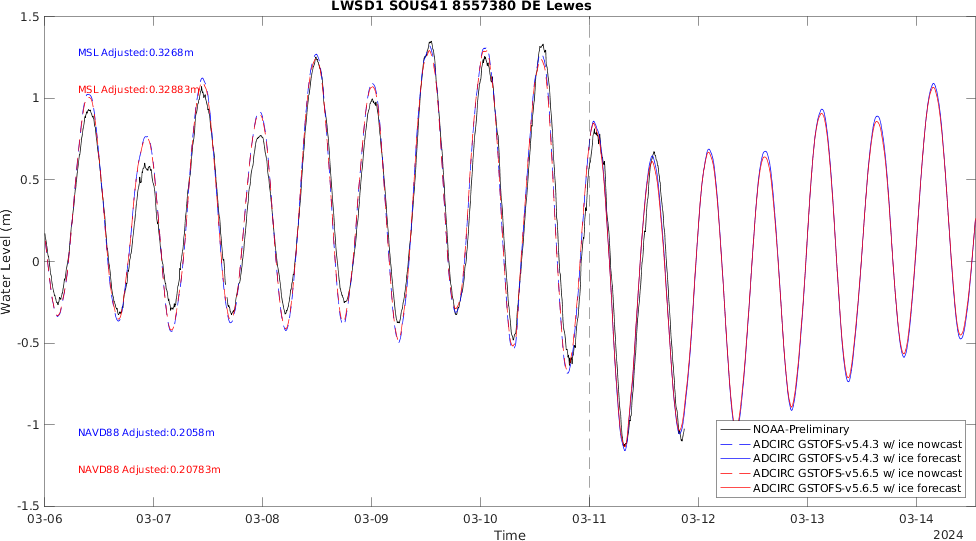 LWSD1 SOUS41 8557380 DE Lewes
1.5
1
0.5
0
-0.5
-1
-1.5
Water Level (m)
MSL Adjusted:0.3268m
MSL Adjusted:0.32883m
NAVD88 Adjusted:0.2058m
NAVD88 Adjusted:0.20783m
NOAA-Preliminary
ADCIRC GSTOFS-v5.4.3 w/ ice nowcast
ADCIRC GSTOFS-v5.4.3 w/ ice forecast
ADCIRC GSTOFS-v5.6.5 w/ ice nowcast
ADCIRC GSTOFS-v5.6.5 w/ ice forecast
03-06 03-07 03-08 03-09 03-10 03-11 03-12 03-13 03-14
Time
2024